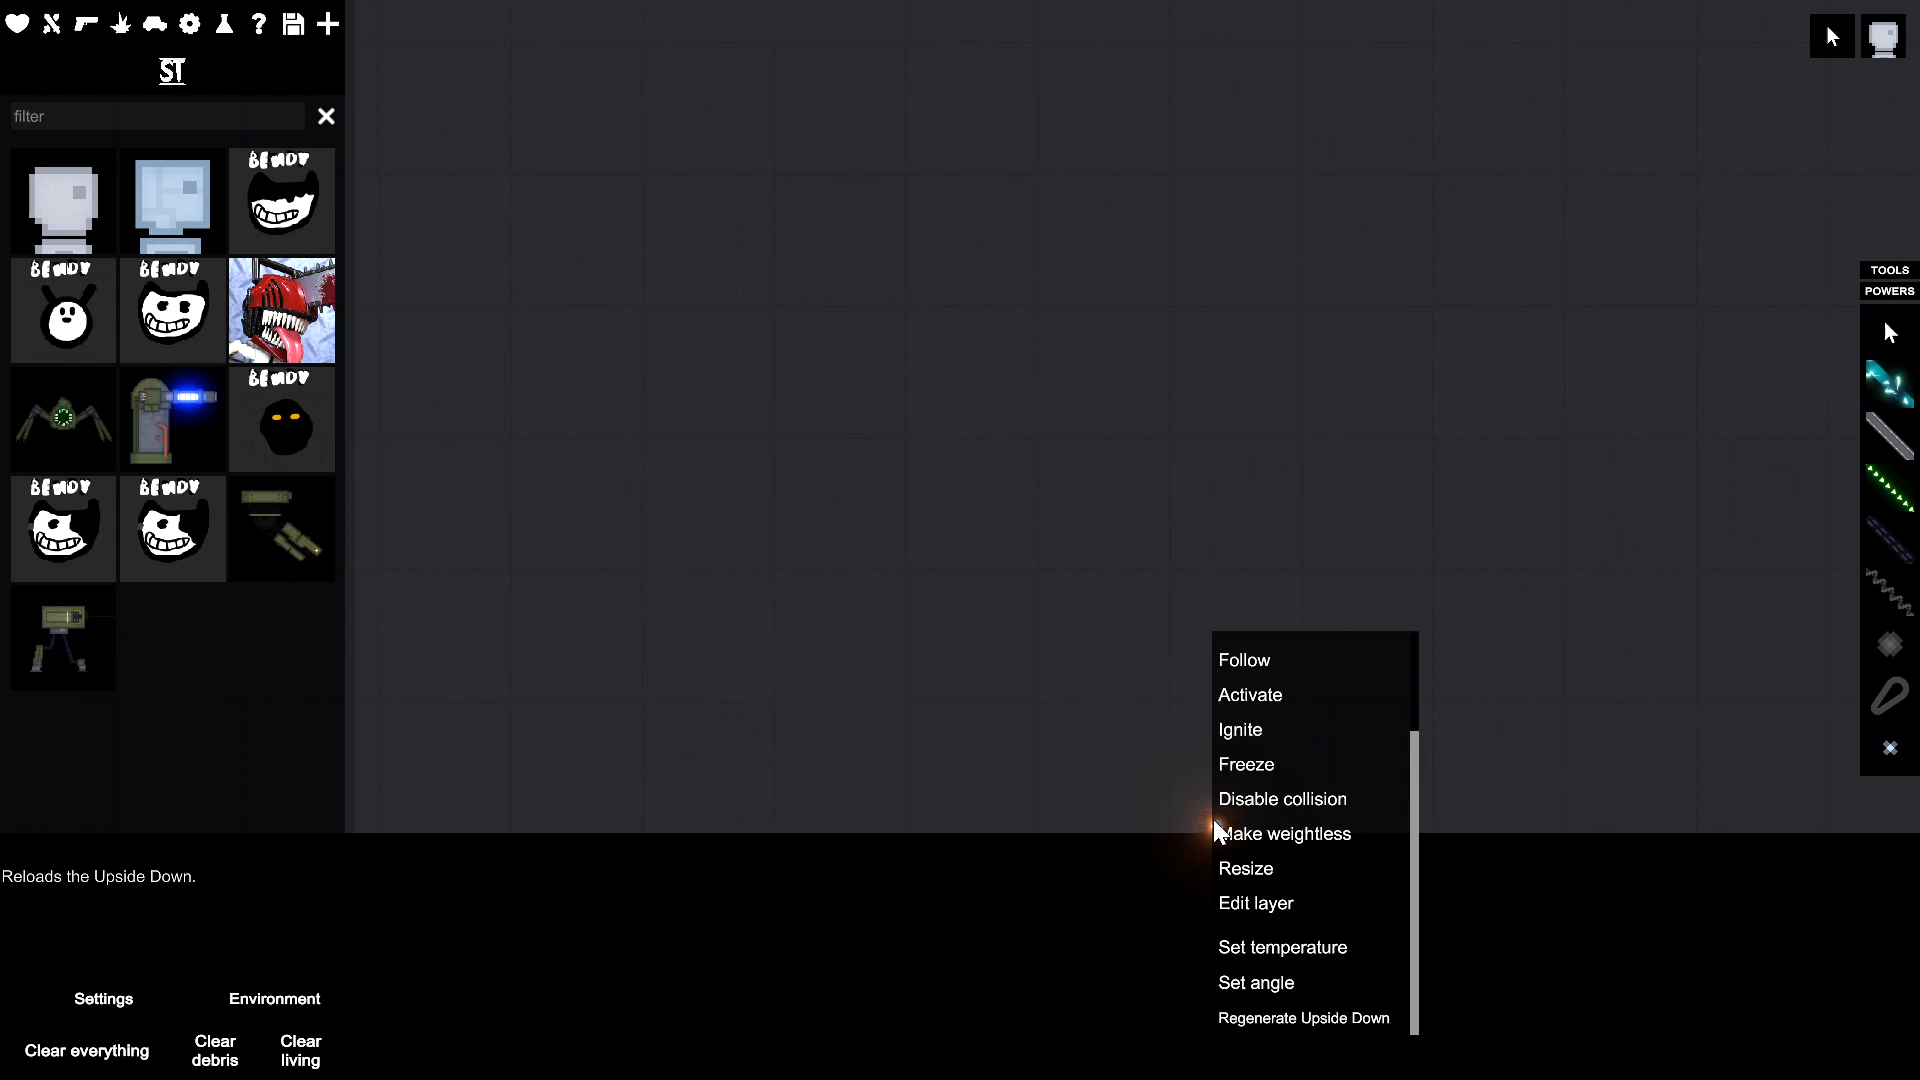 ST
filter
BENDY
BENDY
BENDY
BENDY
BENDY
BENDY
TOOLS
POWERS
Follow
Activate
Ignite
Freeze
Disable collision
Make weightless
Resize
Edit layer
Set temperature
Set angle
Regenerate Upside Down
Reloads the Upside Down.
Settings
Environment
Clear everything
Clear
debris
Clear
living